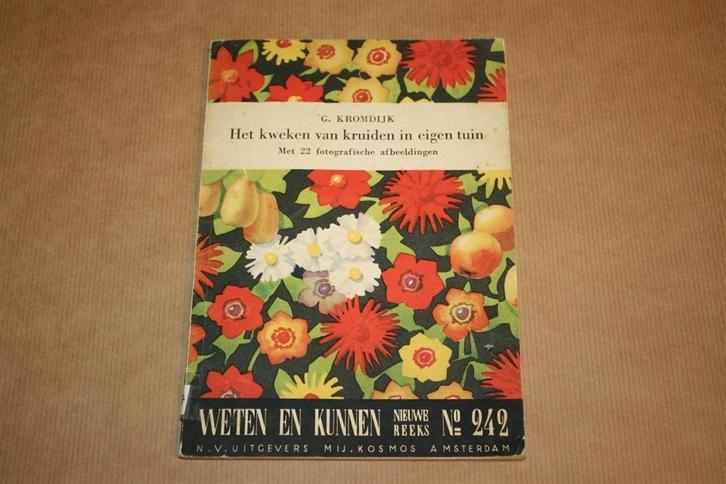 G. KROMDIJK
Het kweken van kruiden in eigen tuin
Met 22 fotografische afbeeldingen
WETEN EN KUNNEN NIEUWE REEKS No 242
N.V. UITGEVERS MIJ. KOSMOS AMSTERDAM